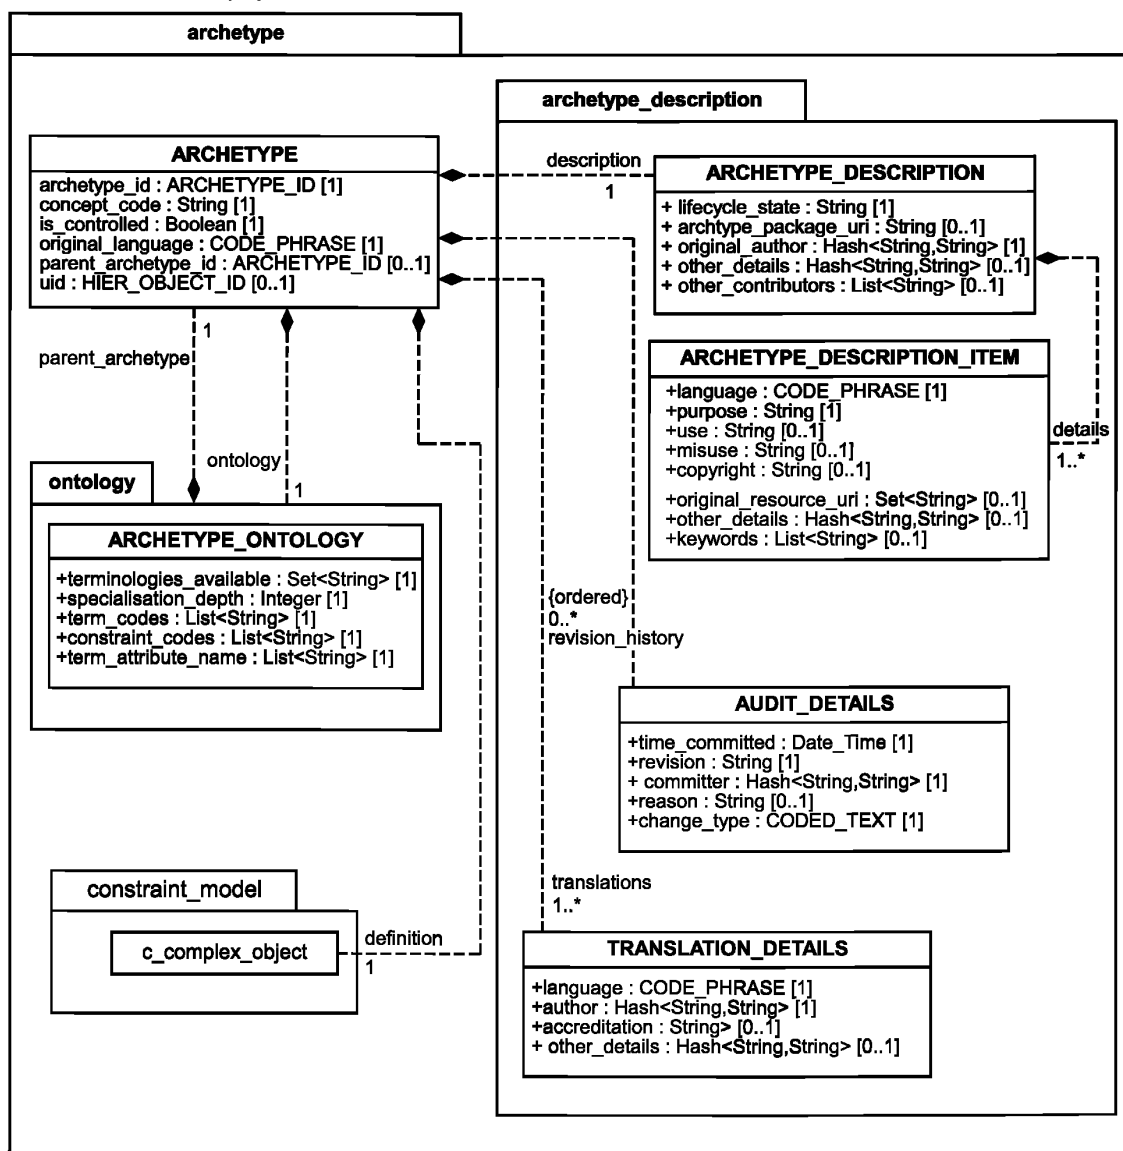 archetype
archetype_description
ARCHETYPE
archetype_id : ARCHETYPE_ID [1]
concept_code : String [1]
is_controlled : Boolean [1]
original_language : CODE_PHRASE [1]
parent_archetype_id : ARCHETYPE_ID [0..1]
uid : HIER_OBJECT_ID [0..1]
description
1
ARCHETYPE_DESCRIPTION
+ lifecycle_state : String [1]
+ archtype_package_uri : String [0..1]
+ original_author : Hash<String,String> [1]
+ other_details : Hash<String,String> [0..1]
+ other_contributors : List<String> [0..1]
1
parent_archetype
ARCHETYPE_DESCRIPTION_ITEM
+language : CODE_PHRASE [1]
+purpose : String [1]
+use : String [0..1]
+misuse : String [0..1]
+copyright : String [0..1]
+original_resource_uri : Set<String> [0..1]
+other_details : Hash<String,String> [0..1]
+keywords : List<String> [0..1]
details
1..*
ontology
1
ontology
ARCHETYPE_ONTOLOGY
+terminologies_available : Set<String> [1]
+specialisation_depth : Integer [1]
+term_codes : List<String> [1]
+constraint_codes : List<String> [1]
+term_attribute_name : List<String> [1]
{ordered}
0..*
revision_history
AUDIT_DETAILS
+time_committed : Date_Time [1]
+revision : String [1]
+ committer : Hash<String,String> [1]
+reason : String [0..1]
+change_type : CODED_TEXT [1]
constraint_model
c_complex_object
definition
1
translations
1..*
TRANSLATION_DETAILS
+language : CODE_PHRASE [1]
+author : Hash<String,String> [1]
+accreditation : String> [0..1]
+ other_details : Hash<String,String> [0..1]